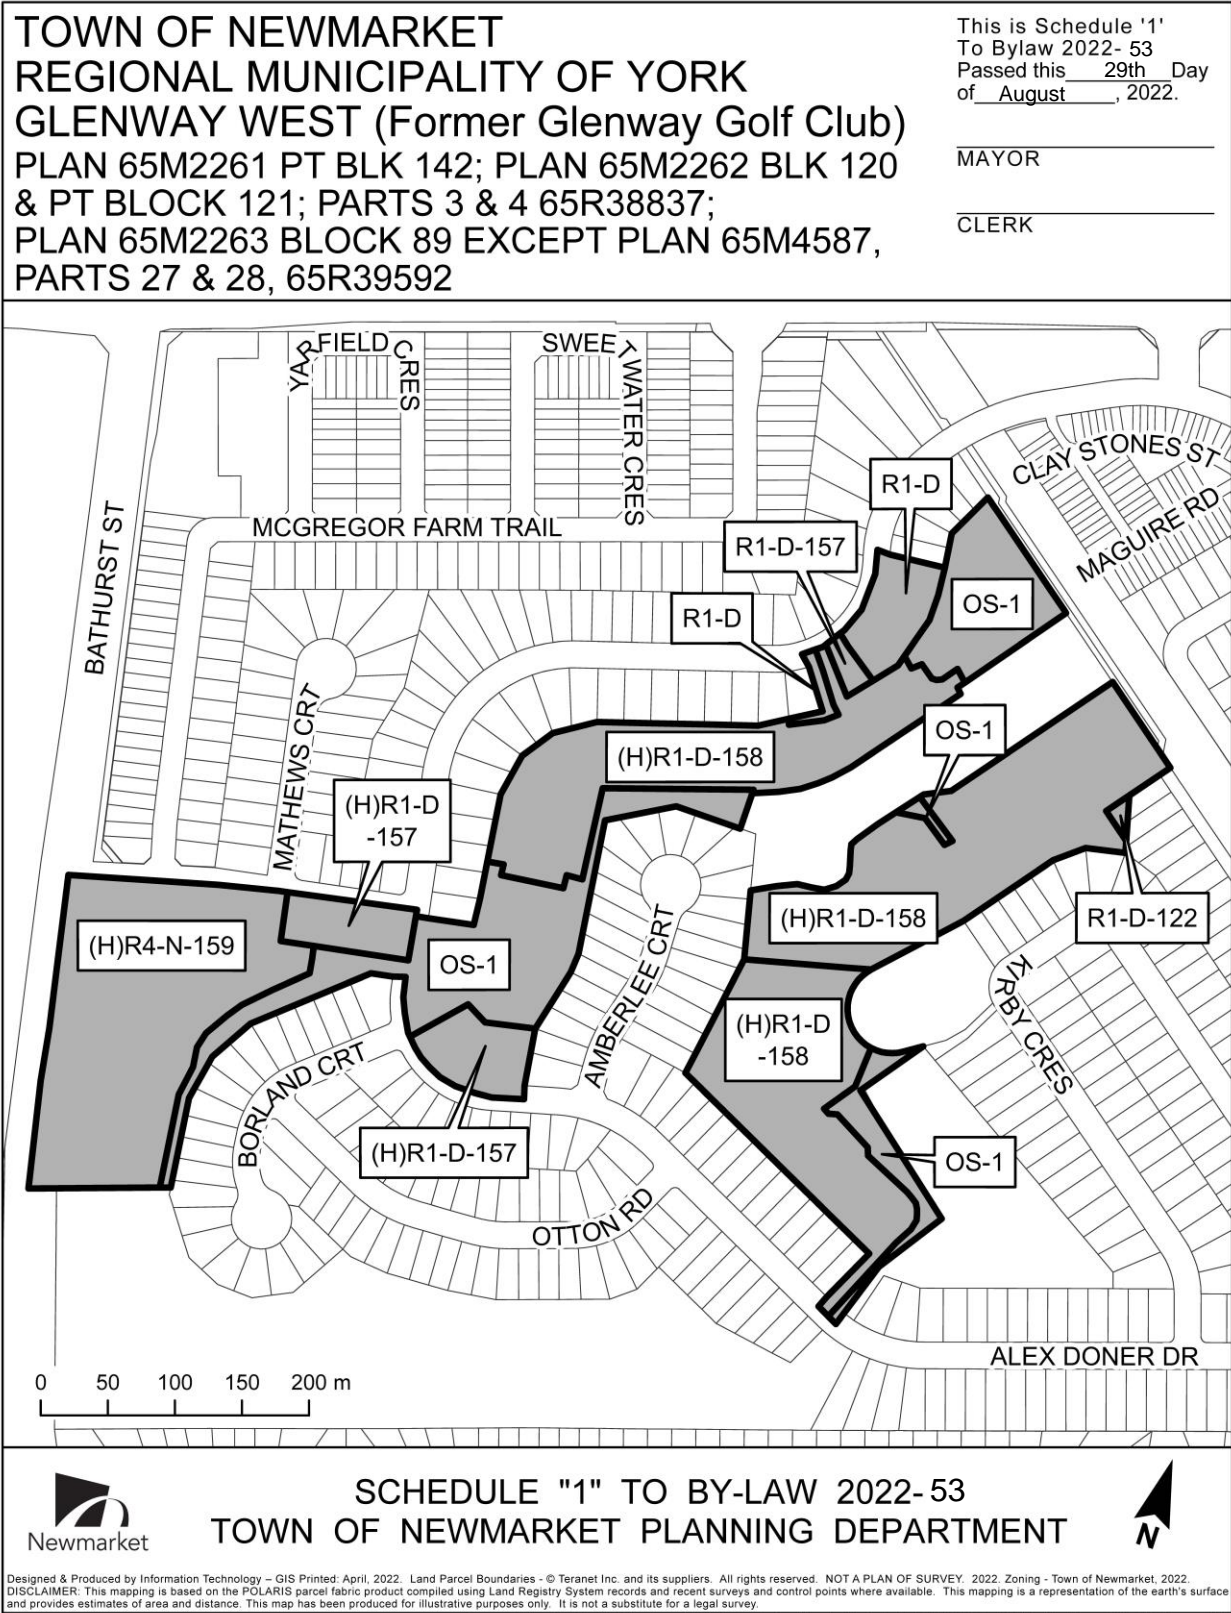 TOWN OF NEWMARKET
REGIONAL MUNICIPALITY OF YORK
GLENWAY WEST (Former Glenway Golf Club)
PLAN 65M2261 PT BLK 142; PLAN 65M2262 BLK 120
& PT BLOCK 121; PARTS 3 & 4 65R38837;
PLAN 65M2263 BLOCK 89 EXCEPT PLAN 65M4587,
PARTS 27 & 28, 65R39592
This is Schedule '1'
To Bylaw 2022- 53
Passed this 29th Day
of August, 2022.
MAYOR
CLERK
YARFIELD CRES
SWEETWATER CRES
CLAY STONES ST
MAGUIRE RD
R1-D
MCGREGOR FARM TRAIL
BATHURST ST
R1-D-157
OS-1
R1-D
MATHEWS CRT
OS-1
(H)R1-D-158
(H)R1-D
-157
(H)R4-N-159
(H)R1-D-158
R1-D-122
OS-1
AMBERLEE CRT
KIRBY CRES
(H)R1-D
-158
BORLAND CRT
(H)R1-D-157
OS-1
OTTON RD
ALEX DONER DR
0 50 100 150 200 m
Newmarket
SCHEDULE "1" TO BY-LAW 2022- 53
TOWN OF NEWMARKET PLANNING DEPARTMENT
N
Designed & Produced by Information Technology – GIS Printed: April, 2022. Land Parcel Boundaries - © Teranet Inc. and its suppliers. All rights reserved. NOT A PLAN OF SURVEY. 2022. Zoning - Town of Newmarket, 2022.
DISCLAIMER: This mapping is based on the POLARIS parcel fabric product compiled using Land Registry System records and recent surveys and control points where available. This mapping is a representation of the earth's surface
and provides estimates of area and distance. This map has been produced for illustrative purposes only. It is not a substitute for a legal survey.